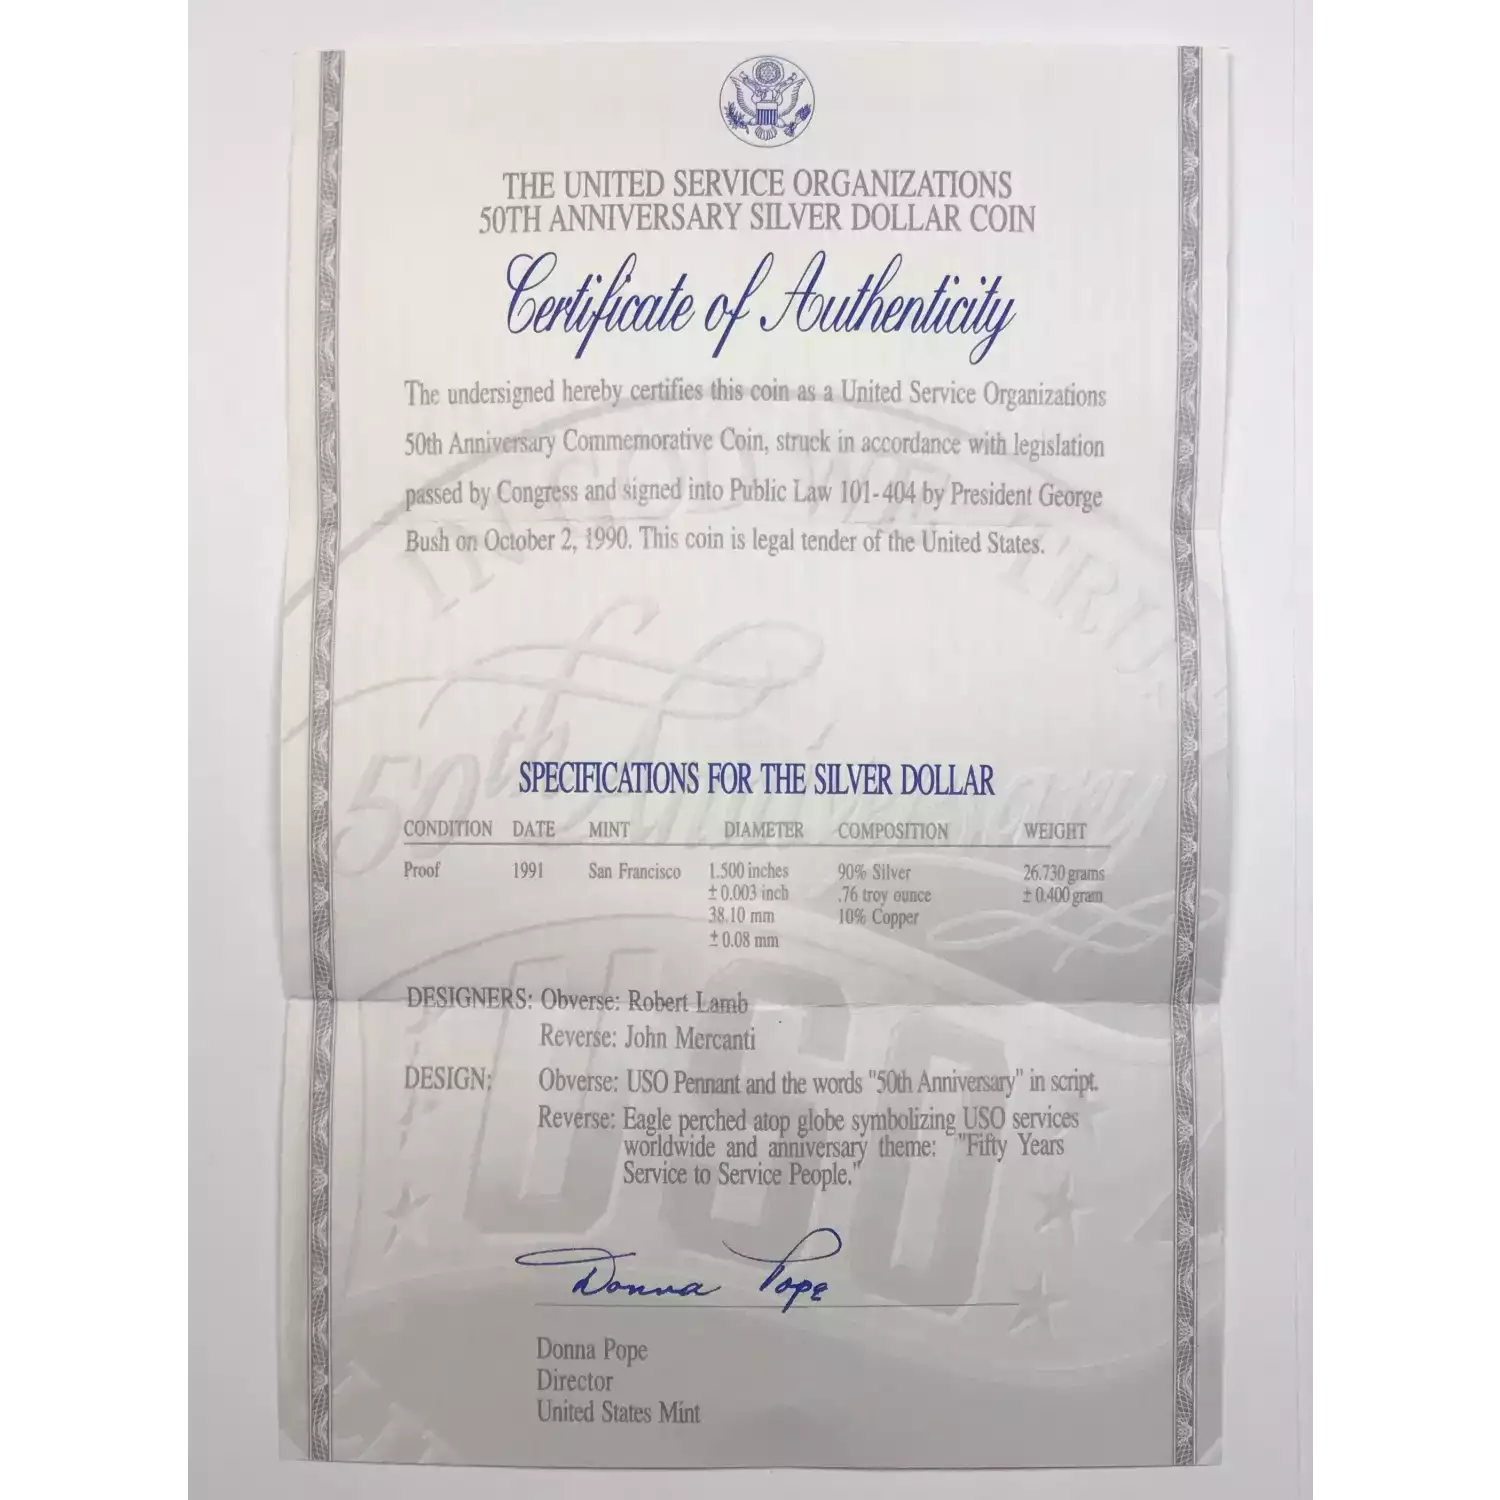 THE UNITED SERVICE ORGANIZATIONS
50TH ANNIVERSARY SILVER DOLLAR COIN
Certificate of Authenticity
The undersigned hereby certifies this coin as a United Service Organizations
50th Anniversary Commemorative Coin, struck in accordance with legislation
passed by Congress and signed into Public Law 101-404 by President George
Bush on October 2, 1990. This coin is legal tender of the United States.
IN GOD WE TRUST
50th Anniversary
SPECIFICATIONS FOR THE SILVER DOLLAR
CONDITION DATE MINT DIAMETER COMPOSITION WEIGHT
Proof 1991 San Francisco 1.500 inches 90% Silver 26.730 grams
± 0.003 inch .76 troy ounce ± 0.400 gram
38.10 mm 10% Copper
± 0.08 mm
USO
DESIGNERS: Obverse: Robert Lamb
Reverse: John Mercanti
DESIGN: Obverse: USO Pennant and the words "50th Anniversary" in script.
Reverse: Eagle perched atop globe symbolizing USO services
worldwide and anniversary theme: "Fifty Years
Service to Service People."
Donna Pope
Donna Pope
Director
United States Mint